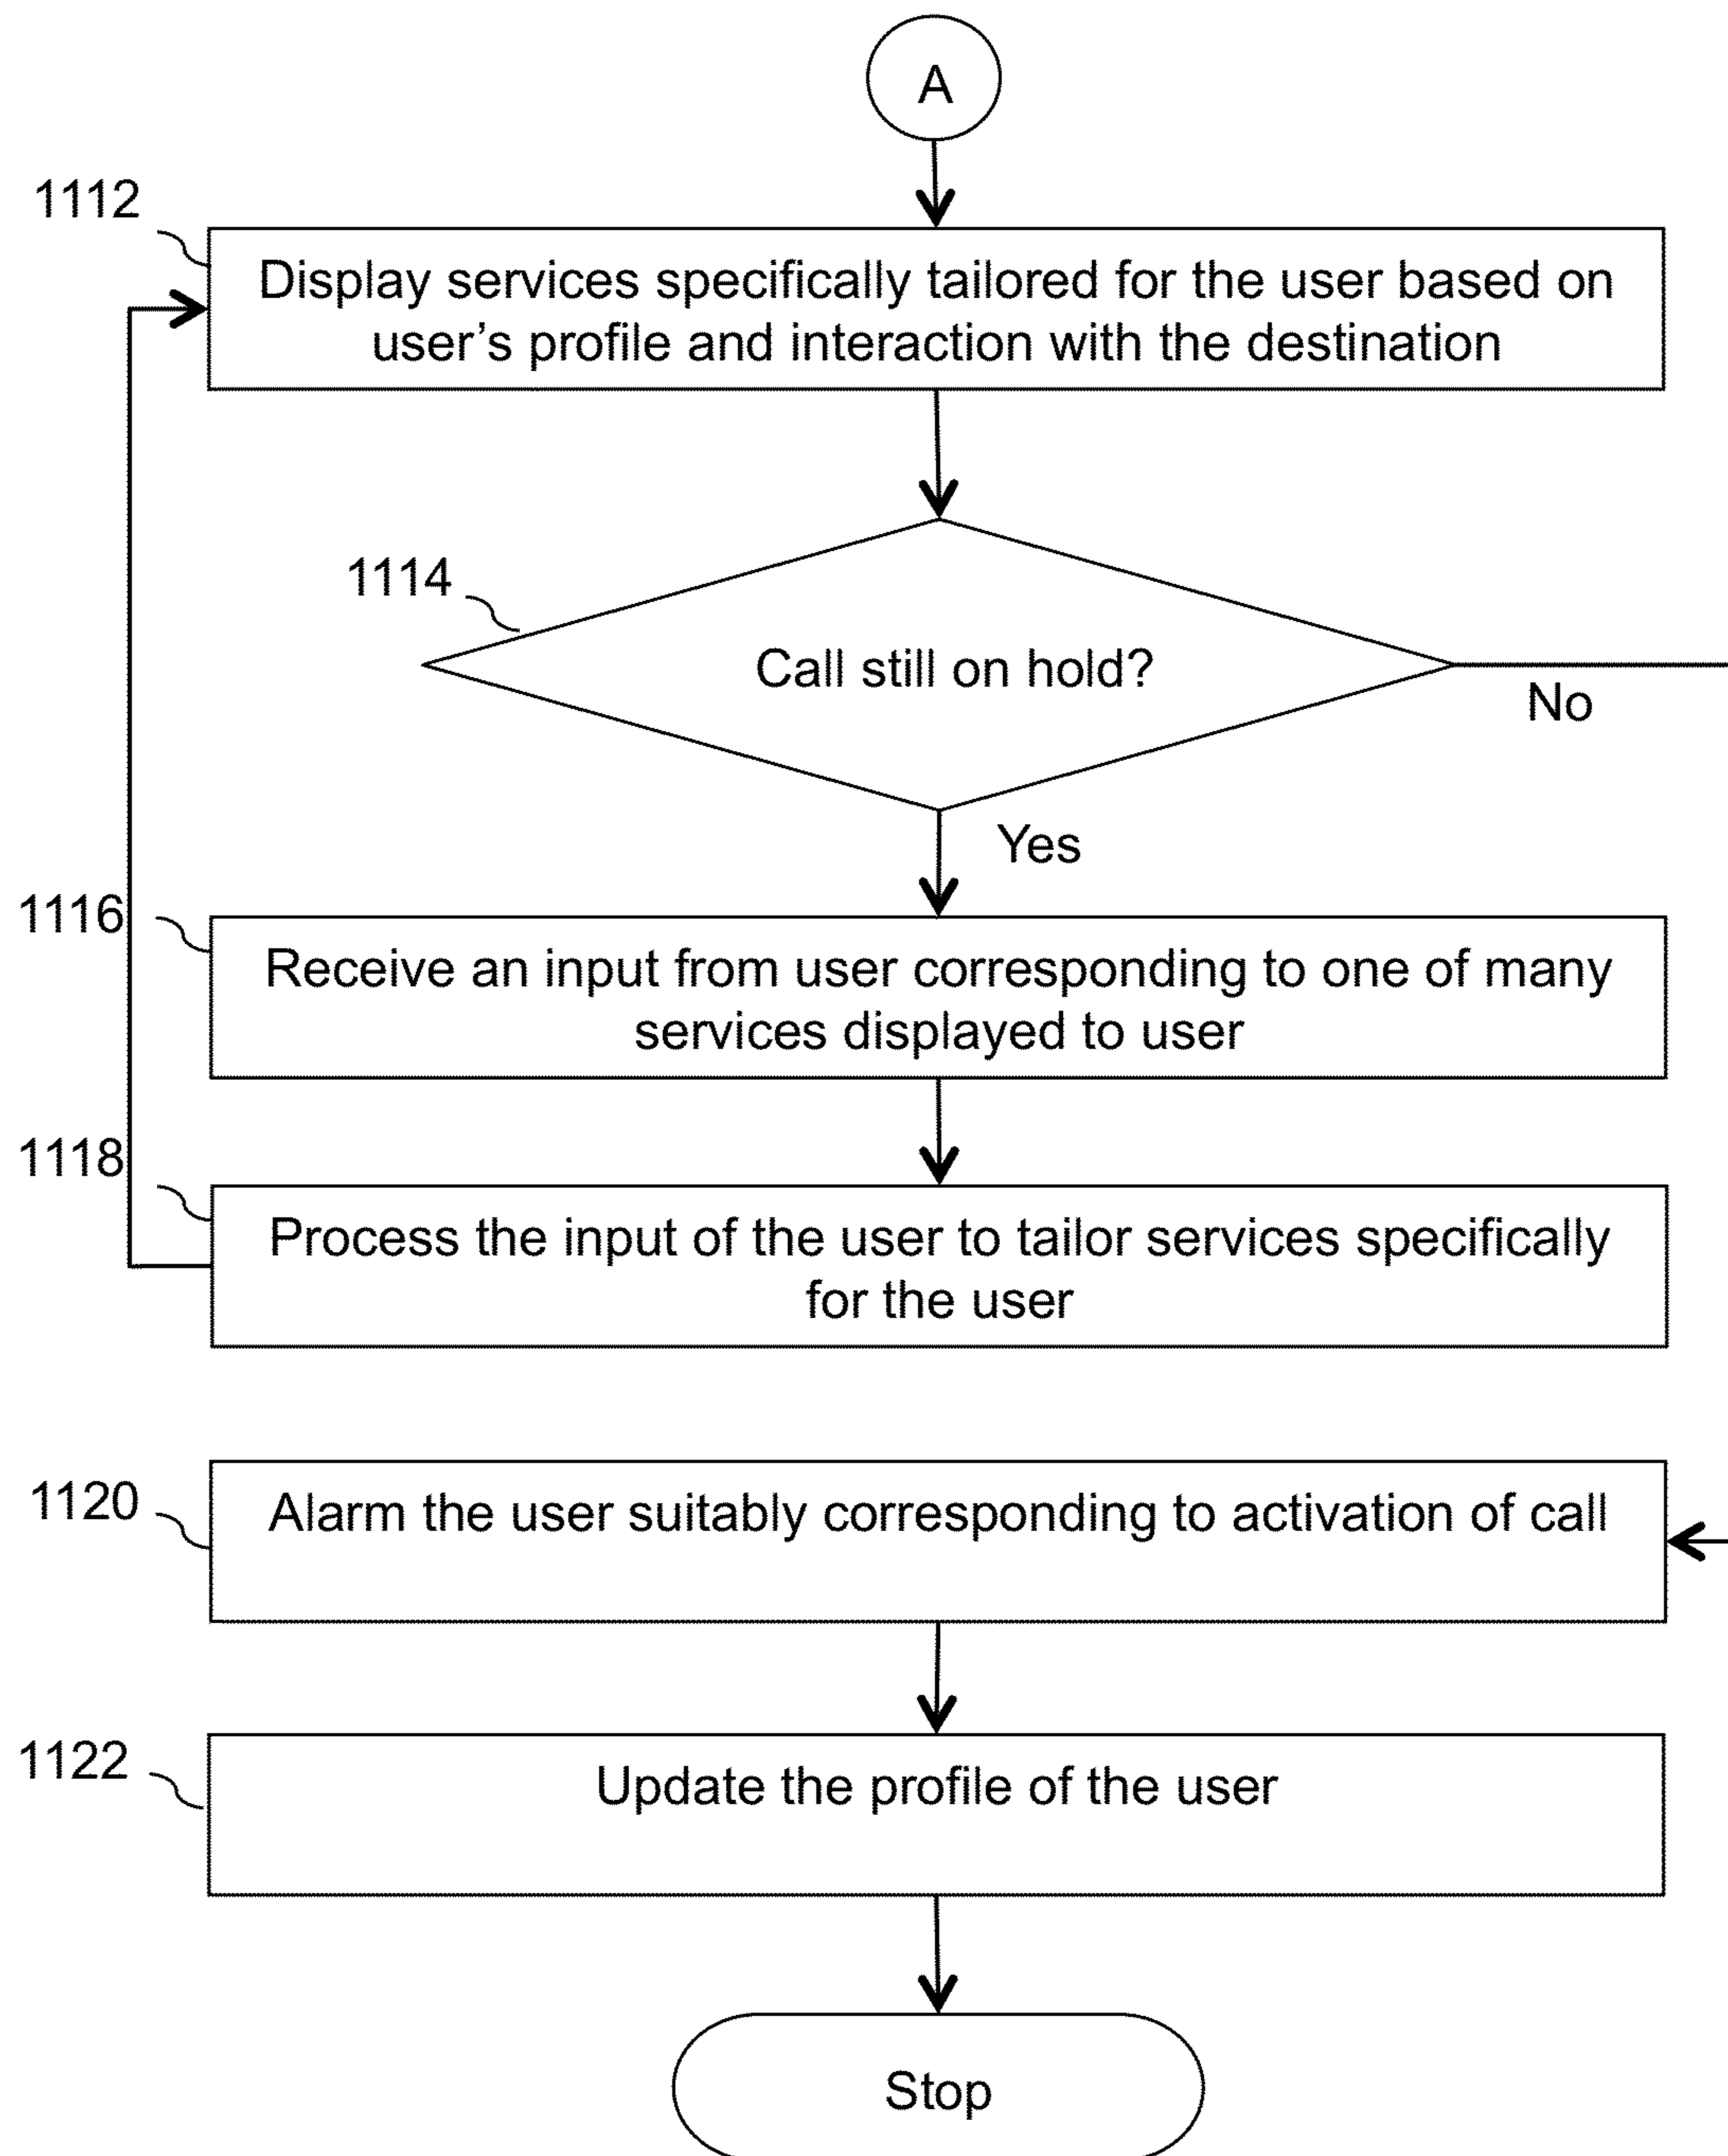 A
1112
Display services specifically tailored for the user based on
user’s profile and interaction with the destination
1114
Call still on hold?
No
Yes
1116
Receive an input from user corresponding to one of many
services displayed to user
1118
Process the input of the user to tailor services specifically
for the user
1120
Alarm the user suitably corresponding to activation of call
1122
Update the profile of the user
Stop